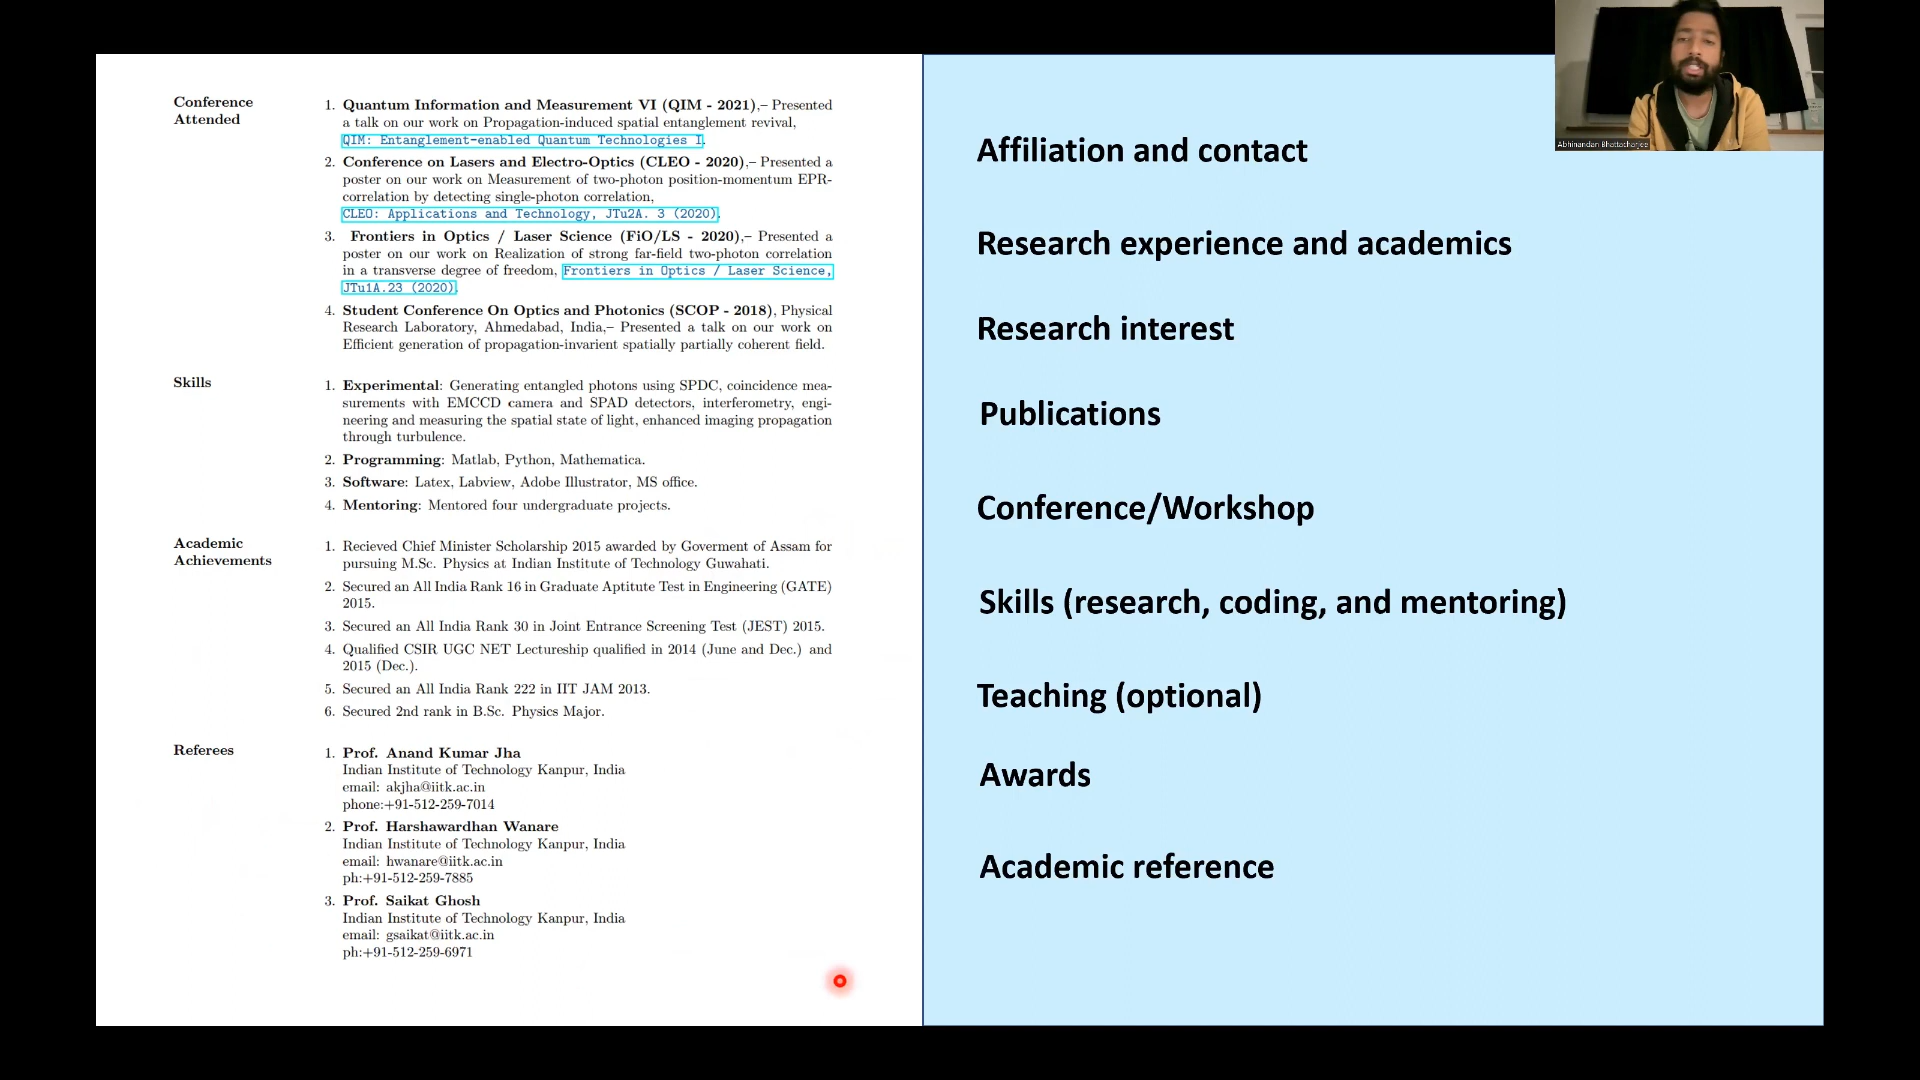 Conference
Attended
1. Quantum Information and Measurement VI (QIM - 2021),– Presented
a talk on our work on Propagation-induced spatial entanglement revival,
QIM: Entanglement-enabled Quantum Technologies I.
2. Conference on Lasers and Electro-Optics (CLEO - 2020),– Presented a
poster on our work on Measurement of two-photon position-momentum EPR-
correlation by detecting single-photon correlation,
CLEO: Applications and Technology, JTu2A. 3 (2020).
3. Frontiers in Optics / Laser Science (FiO/LS - 2020),– Presented a
poster on our work on Realization of strong far-field two-photon correlation
in a transverse degree of freedom, Frontiers in Optics / Laser Science,
JTu1A.23 (2020).
4. Student Conference On Optics and Photonics (SCOP - 2018), Physical
Research Laboratory, Ahmedabad, India,– Presented a talk on our work on
Efficient generation of propagation-invarient spatially partially coherent field.
Skills
1. Experimental: Generating entangled photons using SPDC, coincidence mea-
surements with EMCCD camera and SPAD detectors, interferometry, engi-
neering and measuring the spatial state of light, enhanced imaging propagation
through turbulence.
2. Programming: Matlab, Python, Mathematica.
3. Software: Latex, Labview, Adobe Illustrator, MS office.
4. Mentoring: Mentored four undergraduate projects.
Academic
Achievements
1. Recieved Chief Minister Scholarship 2015 awarded by Goverment of Assam for
pursuing M.Sc. Physics at Indian Institute of Technology Guwahati.
2. Secured an All India Rank 16 in Graduate Aptitute Test in Engineering (GATE)
2015.
3. Secured an All India Rank 30 in Joint Entrance Screening Test (JEST) 2015.
4. Qualified CSIR UGC NET Lectureship qualified in 2014 (June and Dec.) and
2015 (Dec.).
5. Secured an All India Rank 222 in IIT JAM 2013.
6. Secured 2nd rank in B.Sc. Physics Major.
Referees
1. Prof. Anand Kumar Jha
Indian Institute of Technology Kanpur, India
email: akjha@iitk.ac.in
phone:+91-512-259-7014
2. Prof. Harshawardhan Wanare
Indian Institute of Technology Kanpur, India
email: hwanare@iitk.ac.in
ph:+91-512-259-7885
3. Prof. Saikat Ghosh
Indian Institute of Technology Kanpur, India
email: gsaikat@iitk.ac.in
ph:+91-512-259-6971
Affiliation and contact
Research experience and academics
Research interest
Publications
Conference/Workshop
Skills (research, coding, and mentoring)
Teaching (optional)
Awards
Academic reference
Abhinandan Bhattacharjee